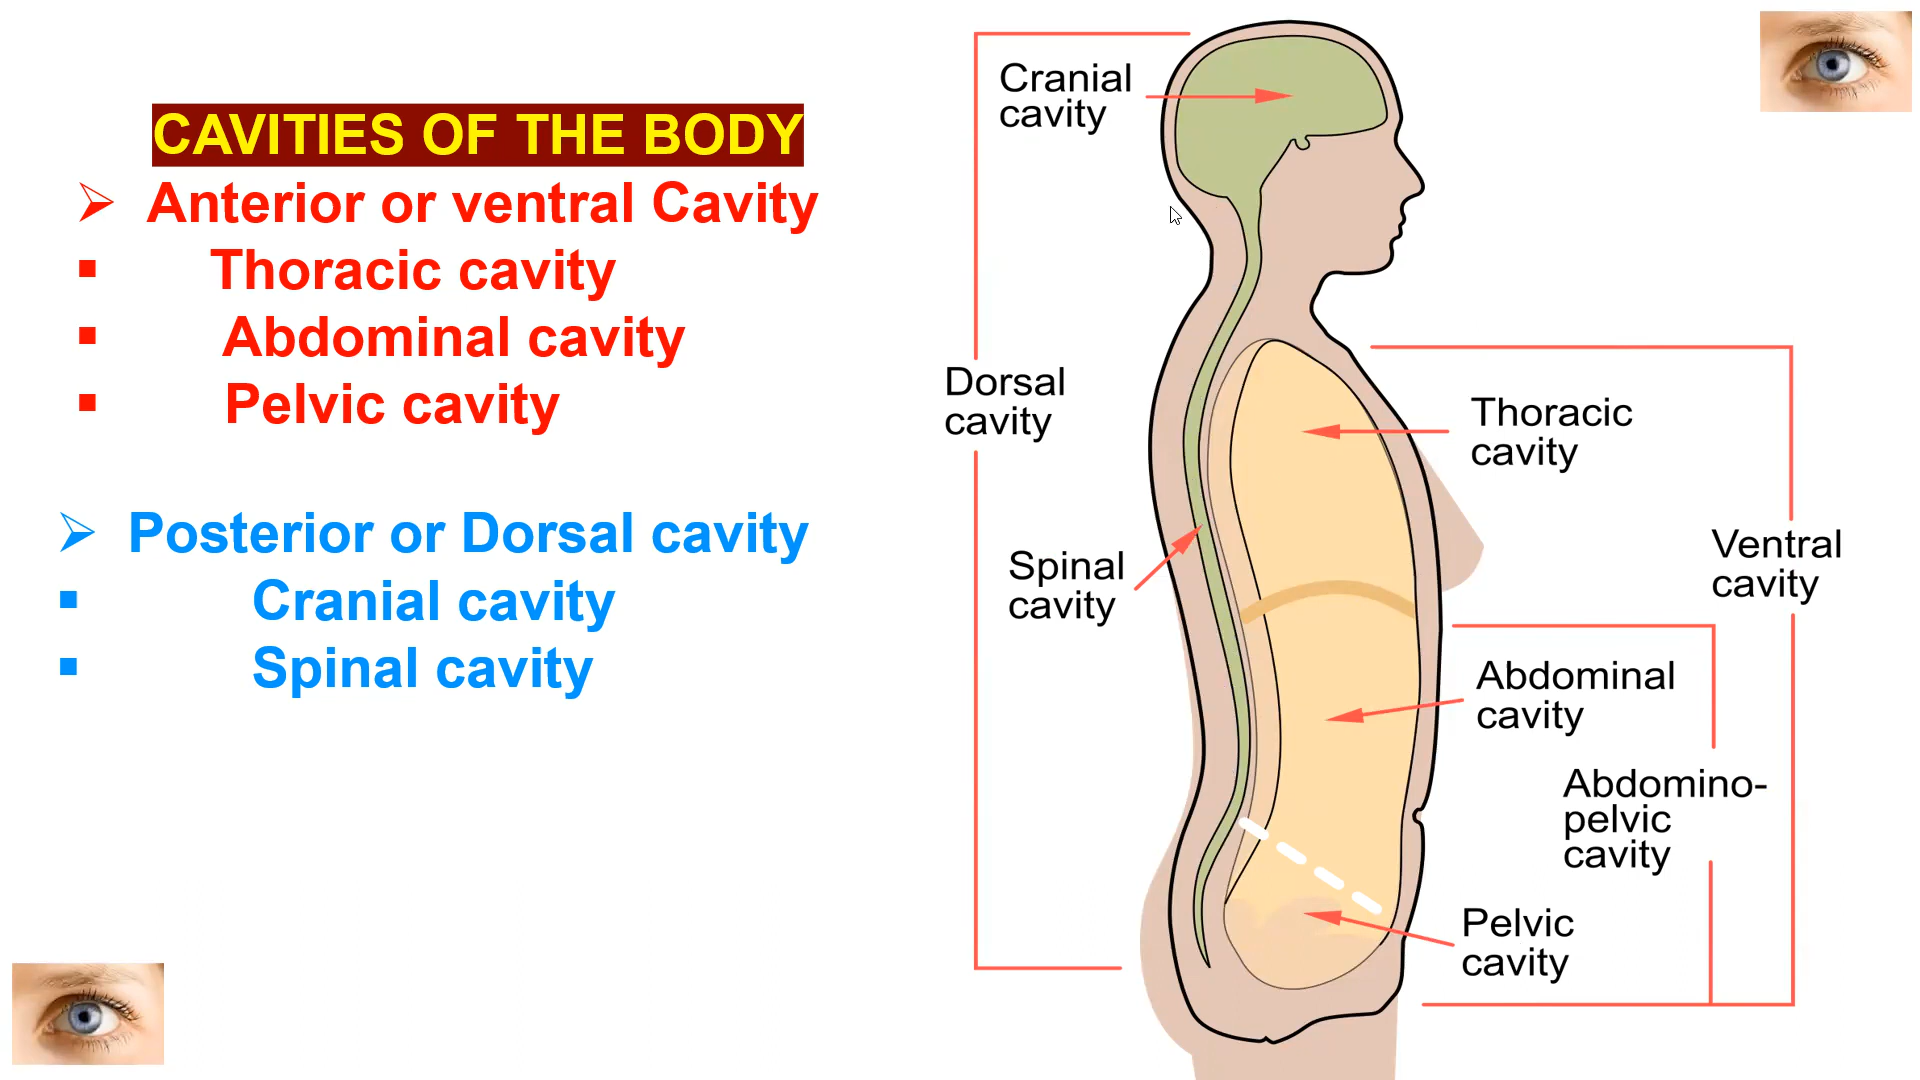 CAVITIES OF THE BODY
Anterior or ventral Cavity
Thoracic cavity
Abdominal cavity
Pelvic cavity
Posterior or Dorsal cavity
Cranial cavity
Spinal cavity
Cranial
cavity
Dorsal
cavity
Spinal
cavity
Thoracic
cavity
Ventral
cavity
Abdominal
cavity
Abdomino-
pelvic
cavity
Pelvic
cavity